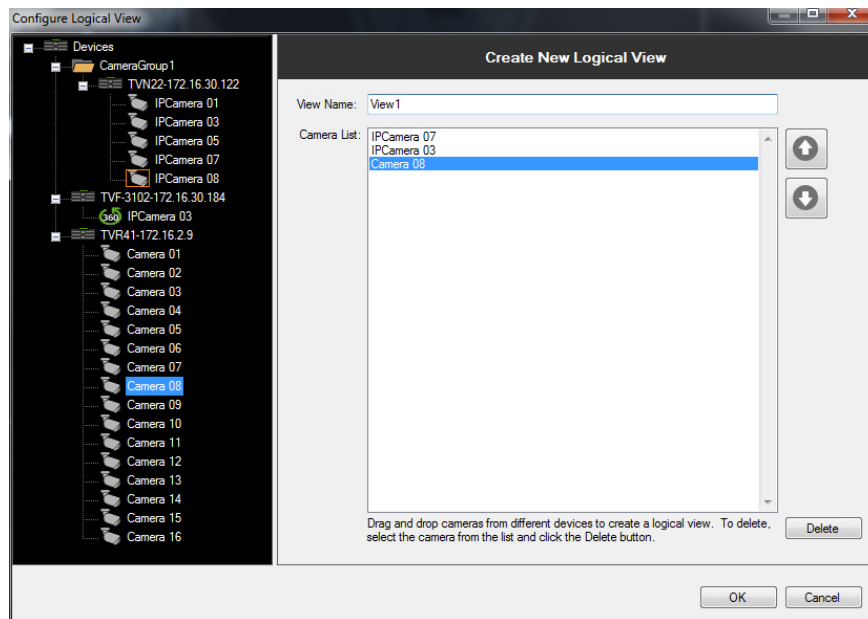 Configure Logical View
Devices
CameraGroup1
TVN22-172.16.30.122
IPCamera 01
IPCamera 03
IPCamera 05
IPCamera 07
IPCamera 08
TVF-3102-172.16.30.184
360 IPCamera 03
TVR41-172.16.2.9
Camera 01
Camera 02
Camera 03
Camera 04
Camera 05
Camera 06
Camera 07
Camera 08
Camera 09
Camera 10
Camera 11
Camera 12
Camera 13
Camera 14
Camera 15
Camera 16
Create New Logical View
View Name: View1
Camera List:
IPCamera 07
IPCamera 03
Camera 08
Drag and drop cameras from different devices to create a logical view. To delete,
select the camera from the list and click the Delete button.
Delete
OK
Cancel